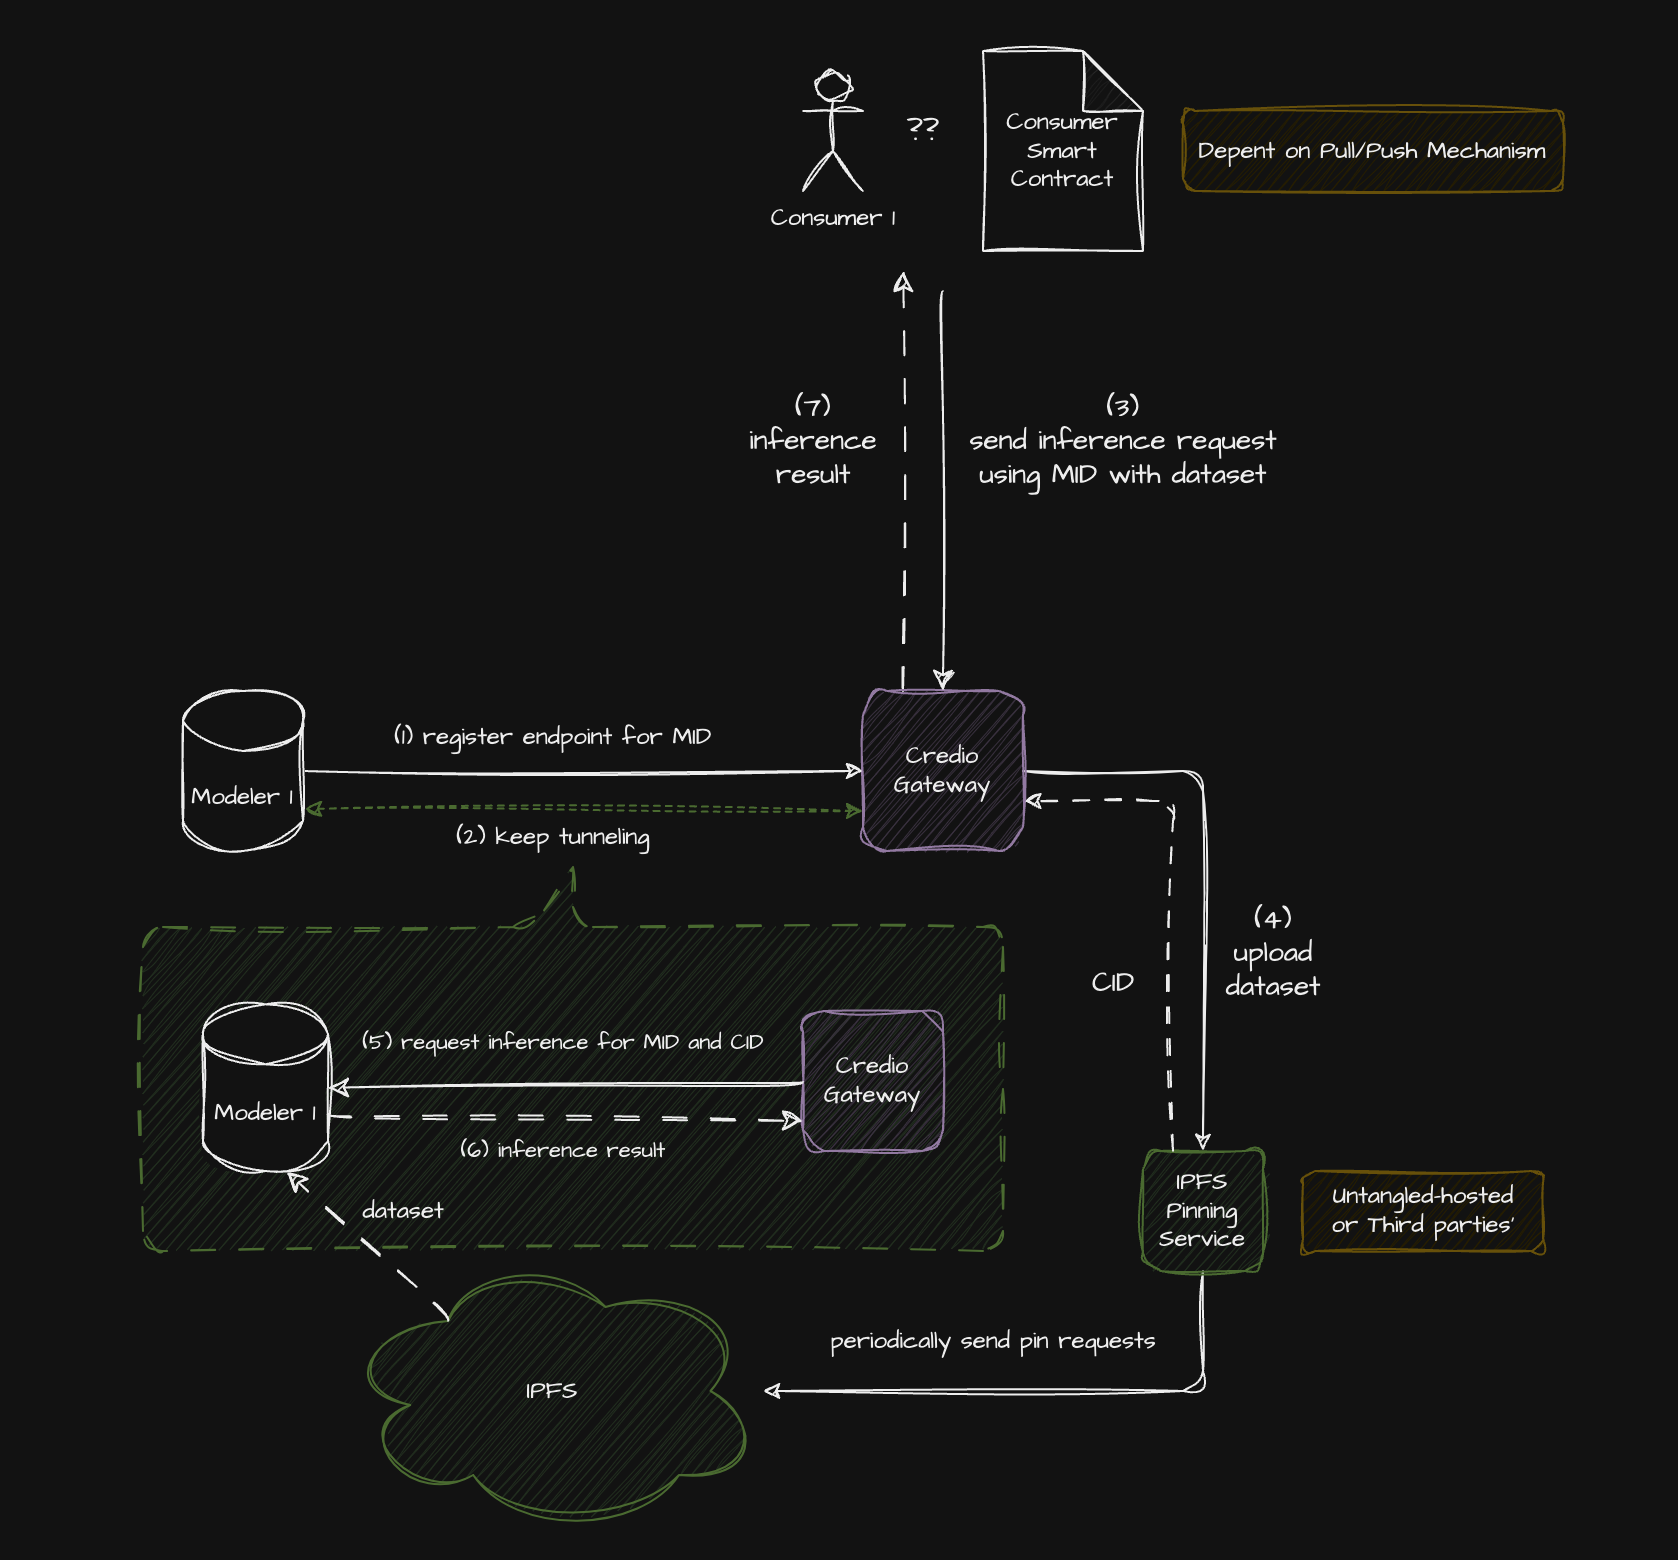 ??
Consumer
Smart
Contract
Depent on Pull/Push Mechanism
Consumer 1
(7)
inference
result
(3)
send inference request
using MID with dataset
(1) register endpoint for MID
Modeler 1
Credio
Gateway
(2) keep tunneling
(4)
upload
dataset
CID
(5) request inference for MID and CID
Modeler 1
Credio
Gateway
(6) inference result
dataset
IPFS
Pinning
Service
Untangled-hosted
or Third parties'
periodically send pin requests
IPFS